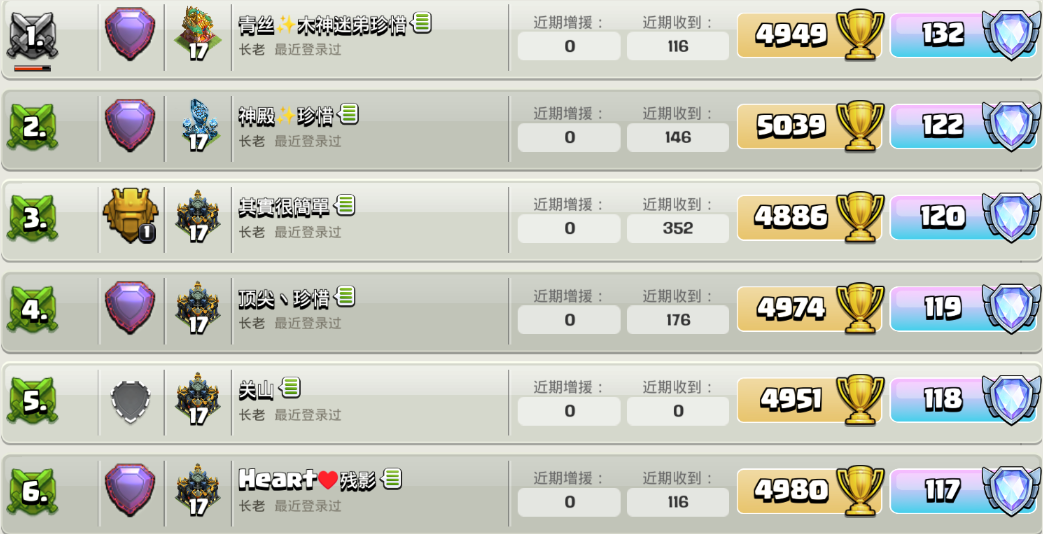 1. 17 青丝✨木神迷弟珍惜 近期增援： 近期收到： 4949 132
长老 最近登录过 0 116
2. 17 神殿✨珍惜 近期增援： 近期收到： 5039 122
长老 最近登录过 0 146
3. 1 17 其實很簡單 近期增援： 近期收到： 4886 120
长老 最近登录过 0 352
4. 17 顶尖丶珍惜 近期增援： 近期收到： 4974 119
长老 最近登录过 0 176
5. 17 关山 近期增援： 近期收到： 4951 118
长老 最近登录过 0 0
6. 17 Heart❤残影 近期增援： 近期收到： 4980 117
长老 最近登录过 0 116